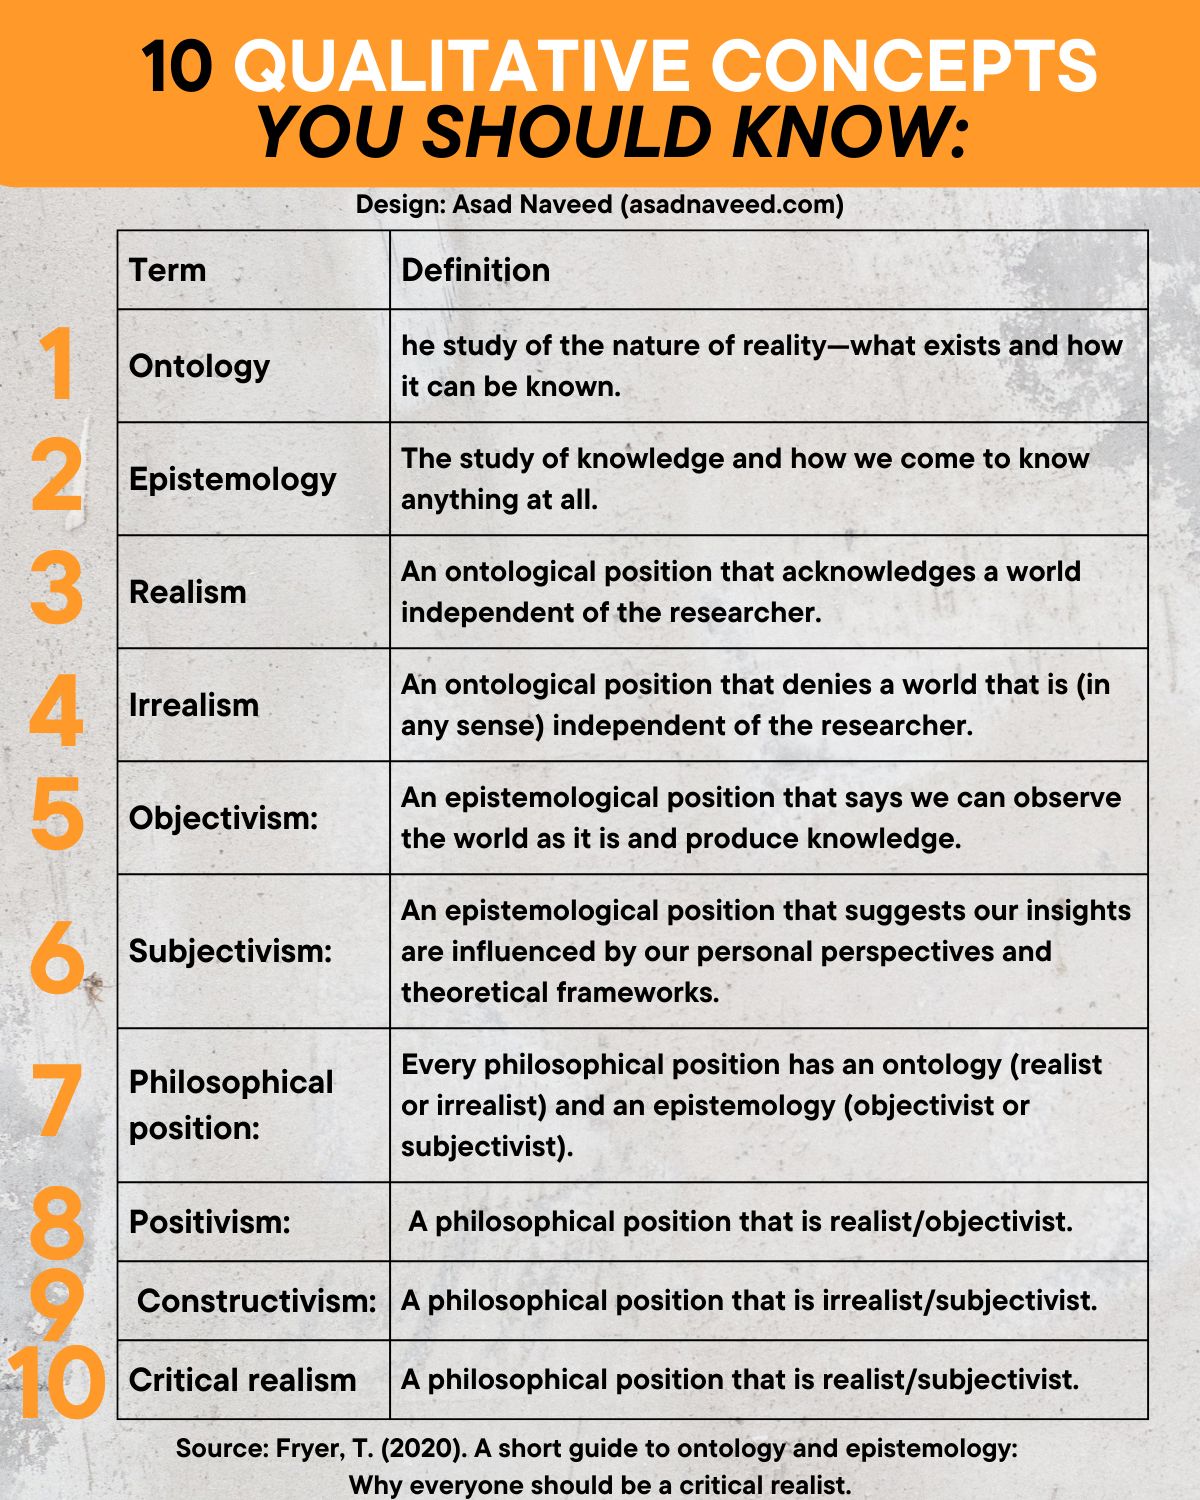 10 QUALITATIVE CONCEPTS
YOU SHOULD KNOW:
Design: Asad Naveed (asadnaveed.com)
Term
Definition
1
Ontology
he study of the nature of reality—what exists and how
it can be known.
2
Epistemology
The study of knowledge and how we come to know
anything at all.
3
Realism
An ontological position that acknowledges a world
independent of the researcher.
4
Irrealism
An ontological position that denies a world that is (in
any sense) independent of the researcher.
5
Objectivism:
An epistemological position that says we can observe
the world as it is and produce knowledge.
6
Subjectivism:
An epistemological position that suggests our insights
are influenced by our personal perspectives and
theoretical frameworks.
7
Philosophical
position:
Every philosophical position has an ontology (realist
or irrealist) and an epistemology (objectivist or
subjectivist).
8
Positivism:
A philosophical position that is realist/objectivist.
9
Constructivism:
A philosophical position that is irrealist/subjectivist.
10
Critical realism
A philosophical position that is realist/subjectivist.
Source: Fryer, T. (2020). A short guide to ontology and epistemology:
Why everyone should be a critical realist.